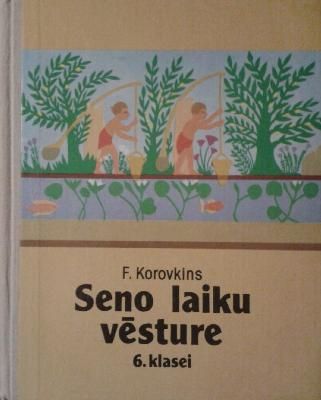 F. Korovkins
Seno laiku
vēsture
6. klasei